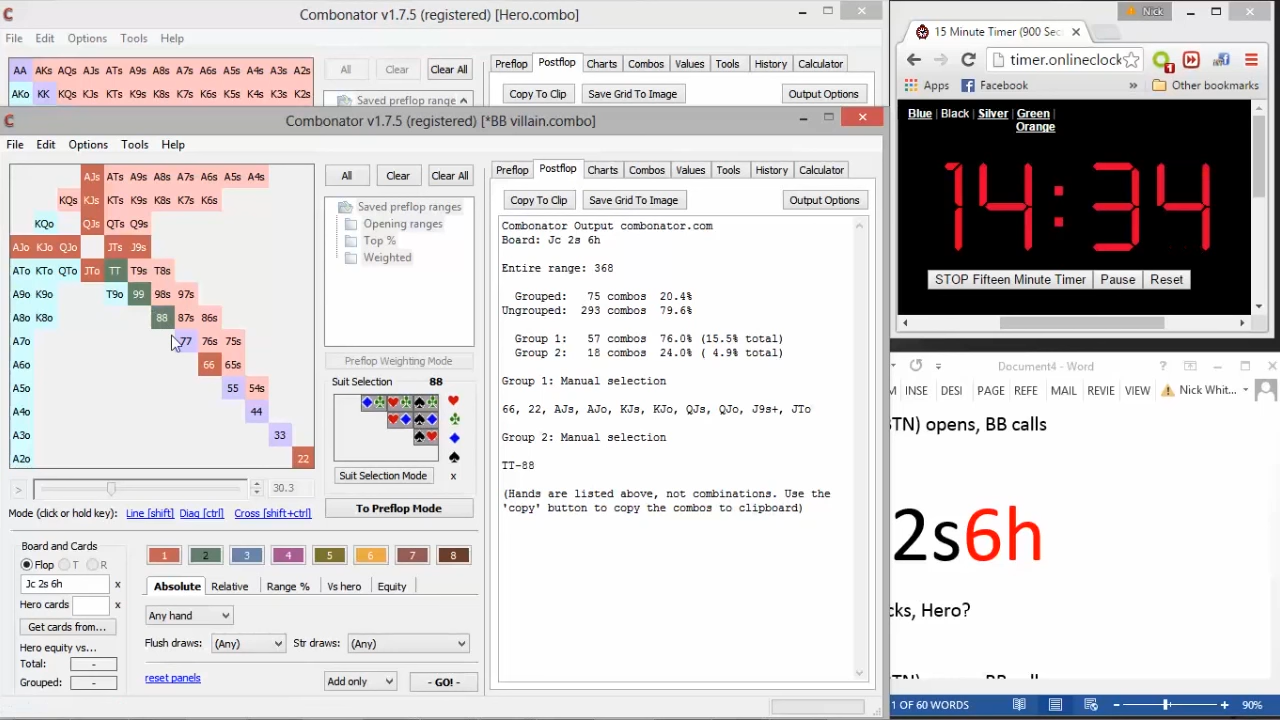 Combonator v1.7.5 (registered) [Hero.combo]
File Edit Options Tools Help
AA AKs AQs AJs ATs A9s A8s A7s A6s A5s A4s A3s A2s
AKo KK
All Clear Clear All
Saved preflop range
Preflop Postflop Charts Combos Values Tools History Calculator
Copy To Clip Save Grid To Image Output Options
Combonator v1.7.5 (registered) [*BB villain.combo]
File Edit Options Tools Help
AJs ATs A9s A8s A7s A6s A5s A4s
KQs KJs KTs K9s K8s K7s K6s
KQo QJs QTs Q9s
AJo KJo QJo JTs J9s
ATo KTo QTo JTo TT T9s T8s
A9o K9o T9o 99 98s 97s
A8o K8o 88 87s 86s
A7o 77 76s 75s
A6o 66 65s
A5o 55 54s
A4o 44
A3o 33
A2o 22
> 30.3
Mode (click or hold key): Line [shift] Diag [ctrl] Cross [shift+ctrl]
All Clear Clear All
Saved preflop ranges
Opening ranges
Top %
Weighted
Preflop Weighting Mode
Suit Selection 88
♥
♣
♦
♠
x
Suit Selection Mode
To Preflop Mode
Board and Cards
Flop T R
Jc 2s 6h x
Hero cards x
Get cards from...
Hero equity vs...
Total: -
Grouped: -
1 2 3 4 5 6 7 8
Absolute Relative Range % Vs hero Equity
Any hand
Flush draws: (Any) Str draws: (Any)
reset panels Add only - GO! -
Preflop Postflop Charts Combos Values Tools History Calculator
Copy To Clip Save Grid To Image Output Options
Combonator Output combonator.com
Board: Jc 2s 6h
Entire range: 368
Grouped: 75 combos 20.4%
Ungrouped: 293 combos 79.6%
Group 1: 57 combos 76.0% (15.5% total)
Group 2: 18 combos 24.0% ( 4.9% total)
Group 1: Manual selection
66, 22, AJs, AJo, KJs, KJo, QJs, QJo, J9s+, JTo
Group 2: Manual selection
TT-88
(Hands are listed above, not combinations. Use the
'copy' button to copy the combos to clipboard)
Nick
15 Minute Timer (900 Sec
timer.onlineclock
1
Apps Facebook » Other bookmarks
Blue | Black | Silver | Green |
Orange
14:34
STOP Fifteen Minute Timer Pause Reset
Document4 - Word
INSE DESI PAGE REFE MAIL REVIE VIEW Nick Whit...
BTN) opens, BB calls
2s6h
cks, Hero?
1 OF 60 WORDS 90%